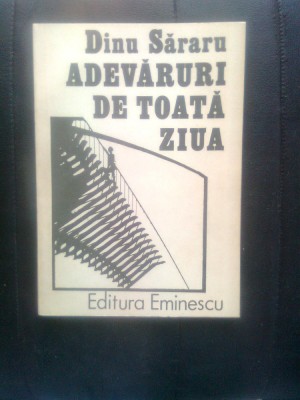 Dinu Săraru
ADEVĂRURI
DE TOATĂ
ZIUA
Editura Eminescu